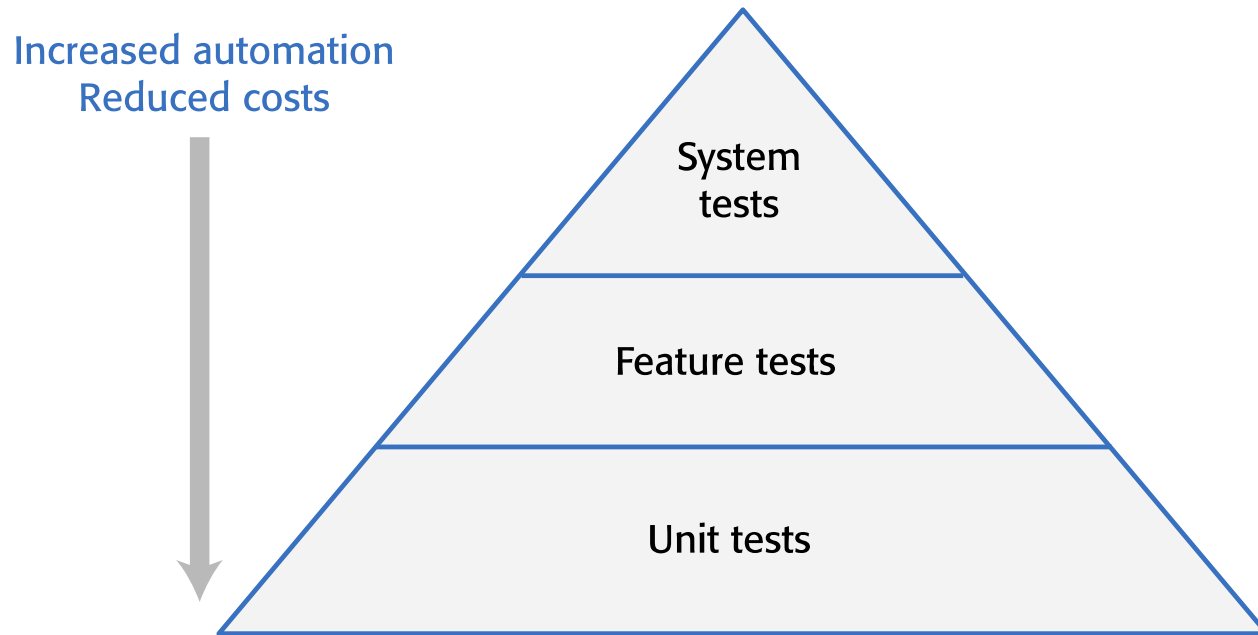 Increased automation
Reduced costs
System
tests
Feature tests
Unit tests